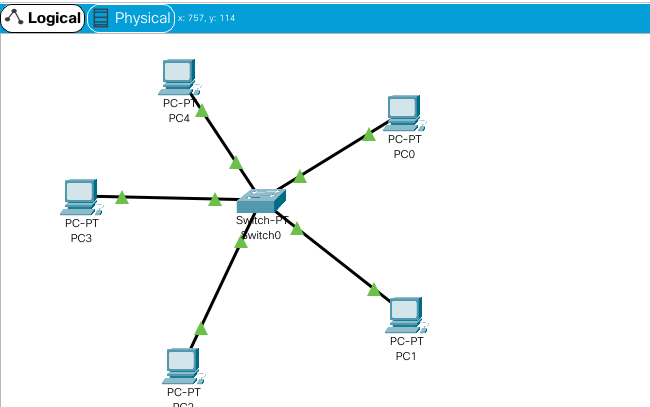 Logical
Physical
x: 757, y: 114
PC-PT
PC4
PC-PT
PC0
PC-PT
PC3
Switch-PT
Switch0
PC-PT
PC1
PC-PT